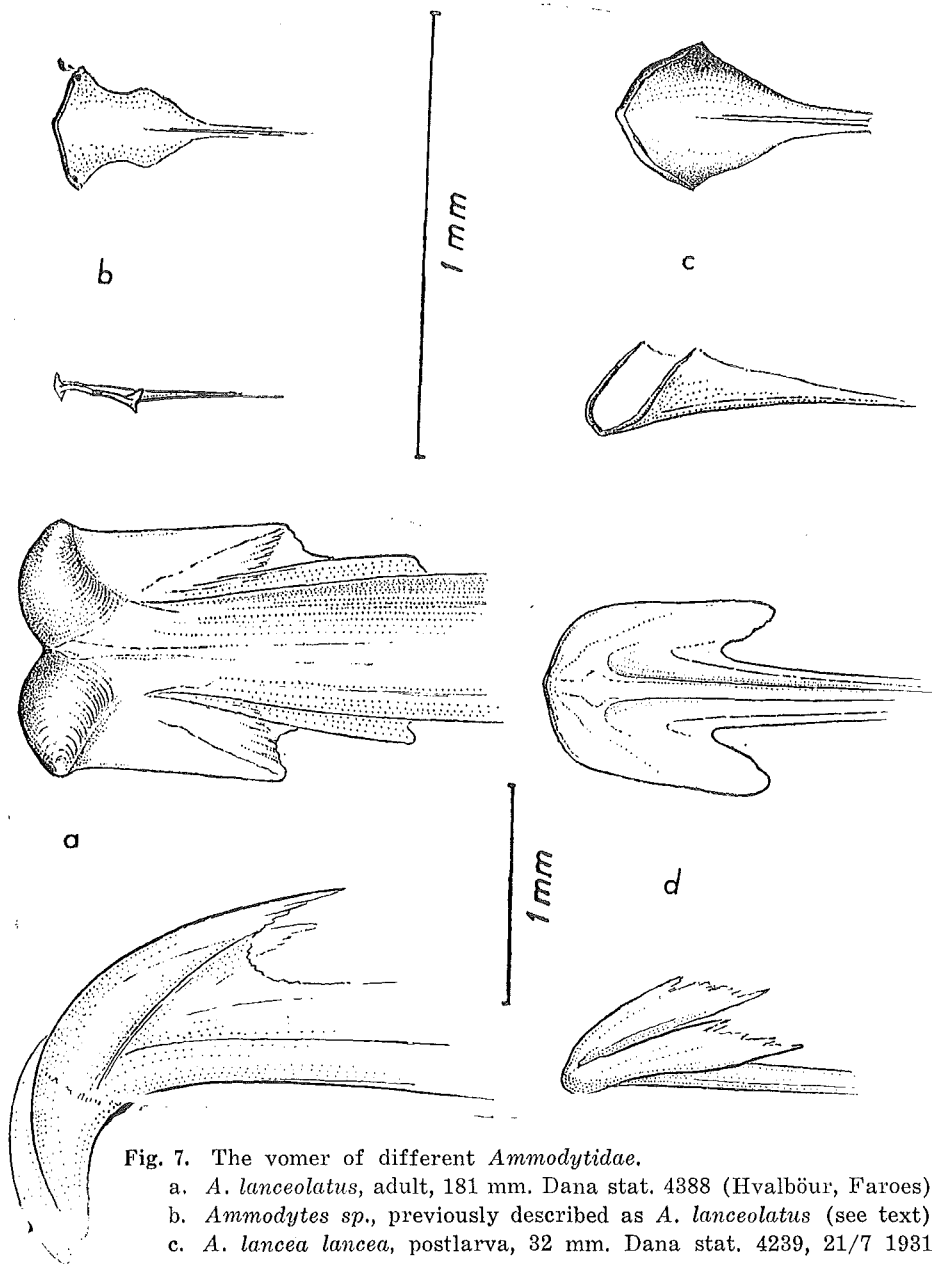 b
1 mm
c
a
1 mm
d
Fig. 7. The vomer of different Ammodytidae.
a. A. lanceolatus, adult, 181 mm. Dana stat. 4388 (Hvalböur, Faroes)
b. Ammodytes sp., previously described as A. lanceolatus (see text)
c. A. lancea lancea, postlarva, 32 mm. Dana stat. 4239, 21/7 1931